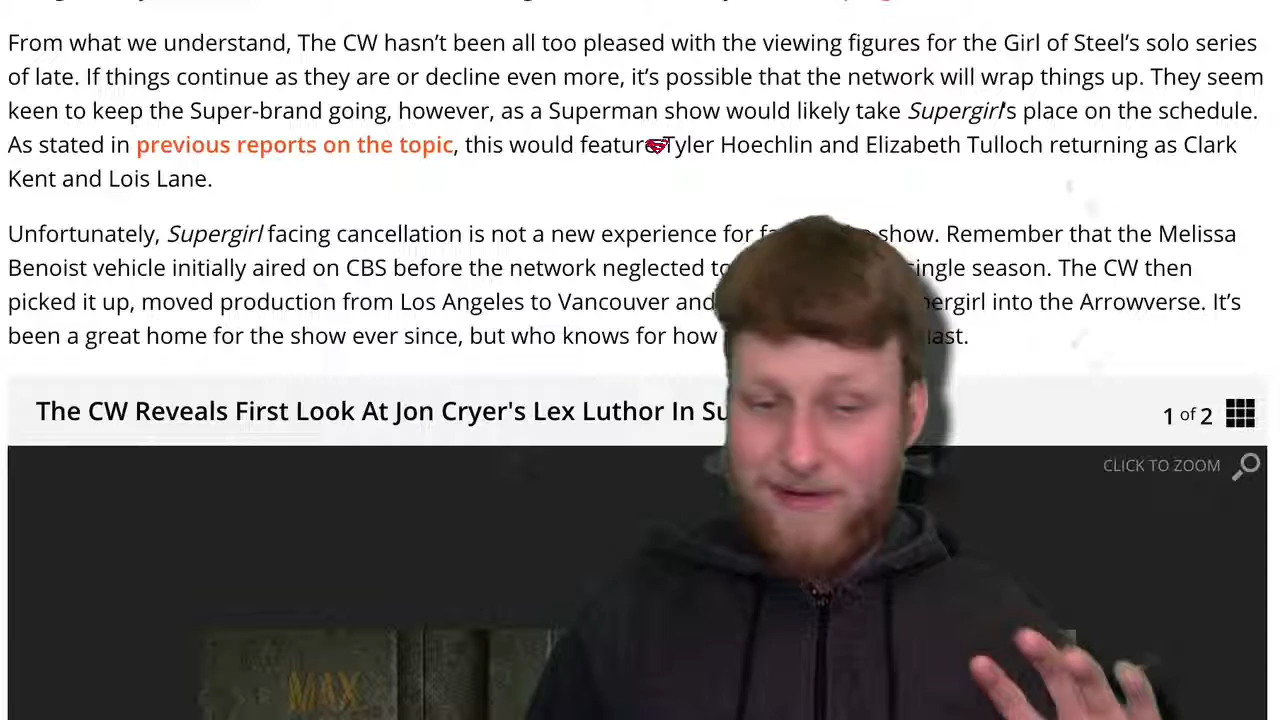 From what we understand, The CW hasn’t been all too pleased with the viewing figures for the Girl of Steel’s solo series
of late. If things continue as they are or decline even more, it’s possible that the network will wrap things up. They seem
keen to keep the Super-brand going, however, as a Superman show would likely take Supergirl’s place on the schedule.
As stated in previous reports on the topic, this would feature Tyler Hoechlin and Elizabeth Tulloch returning as Clark
Kent and Lois Lane.
Unfortunately, Supergirl facing cancellation is not a new experience for show. Remember that the Melissa
Benoist vehicle initially aired on CBS before the network neglected single season. The CW then
picked it up, moved production from Los Angeles to Vancouver and into the Arrowverse. It’s
been a great home for the show ever since, but who knows for how last.
The CW Reveals First Look At Jon Cryer's Lex Luthor In
1 of 2
CLICK TO ZOOM
MAX